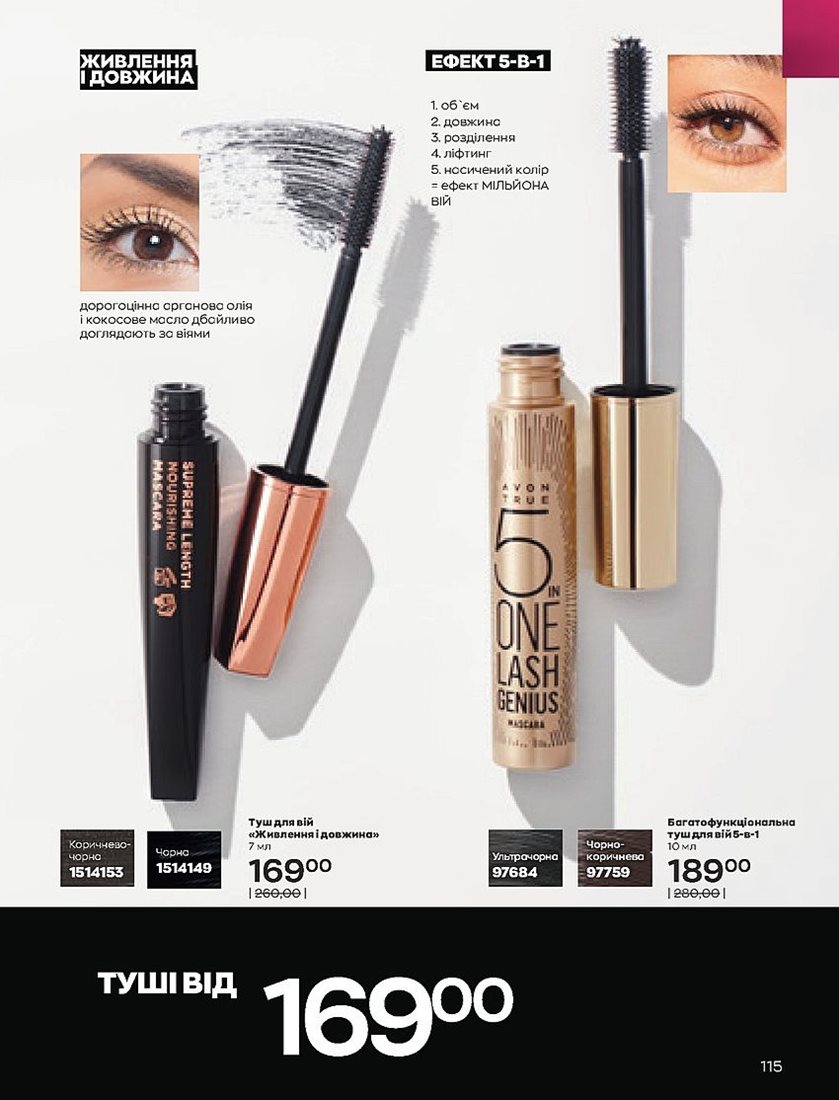 ЖИВЛЕННЯ
І ДОВЖИНА
дорогоцінна арганова олія
і кокосове масло дбайливо
доглядають за віями
SUPREME LENGTH
NOURISHING
MASCARA
ЕФЕКТ 5-В-1
1. об`єм
2. довжина
3. розділення
4. ліфтинг
5. насичений колір
= ефект МІЛЬЙОНА
ВІЙ
AVON
TRUE
5
IN
ONE
LASH
GENIUS
MASCARA
Коричнево-
чорна
1514153
Чорна
1514149
Туш для вій
«Живлення і довжина»
7 мл
16900
| 260,00 |
Ультрачорна
97684
Чорно-
коричнева
97759
Багатофункціональна
туш для вій 5-в-1
10 мл
18900
| 280,00 |
ТУШІ ВІД
16900
115